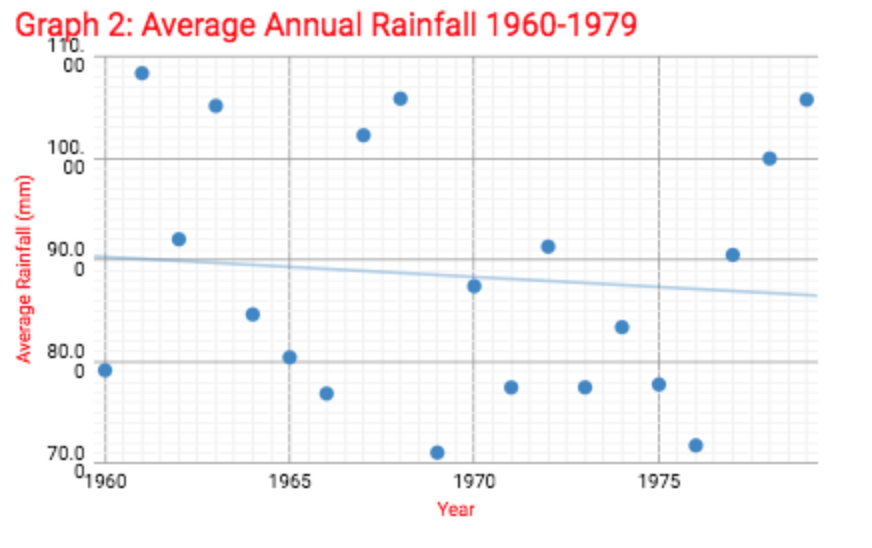 Graph 2: Average Annual Rainfall 1960-1979
110.
00
100.
00
90.0
0
80.0
0
70.0
0
Average Rainfall (mm)
1960 1965 1970 1975
Year